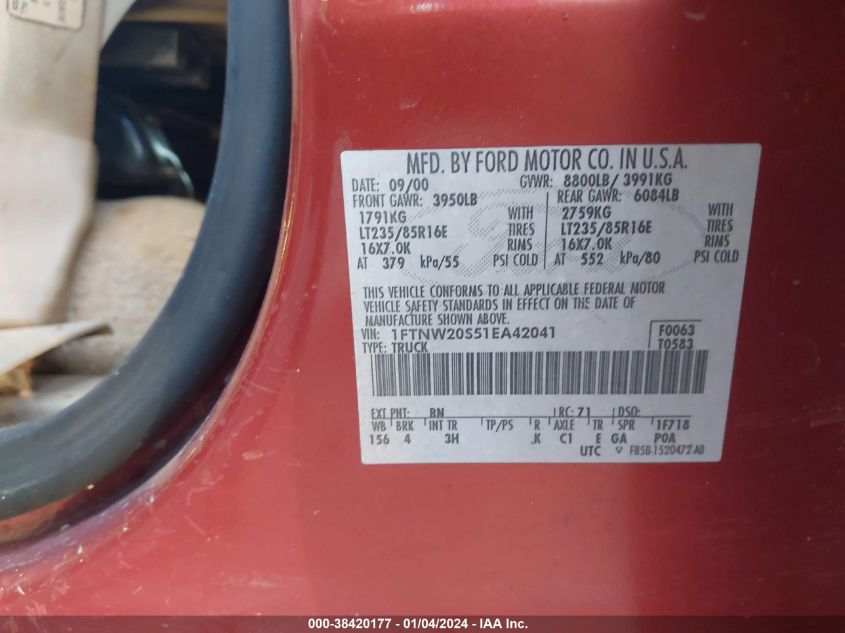 MFD. BY FORD MOTOR CO. IN U.S.A.
DATE: 09/00 GVWR: 8800LB/ 3991KG
FRONT GAWR: 3950LB REAR GAWR: 6084LB
1791KG WITH 2759KG WITH
LT235/85R16E TIRES LT235/85R16E TIRES
16X7.0K RIMS 16X7.0K RIMS
AT 379 kPa/55 PSI COLD AT 552 kPa/80 PSI COLD
THIS VEHICLE CONFORMS TO ALL APPLICABLE FEDERAL MOTOR
VEHICLE SAFETY STANDARDS IN EFFECT ON THE DATE OF
MANUFACTURE SHOWN ABOVE.
VIN: 1FTNW20S51EA42041 F0063
TYPE: TRUCK T0583
EXT PNT: BN RC: 71 DSO:
WB BRK INT TR TP/PS R AXLE TR SPR 1F718
156 4 3H .K C1 E GA POA
UTC F85B-1520472-AB
000-38420177 - 01/04/2024 - IAA Inc.